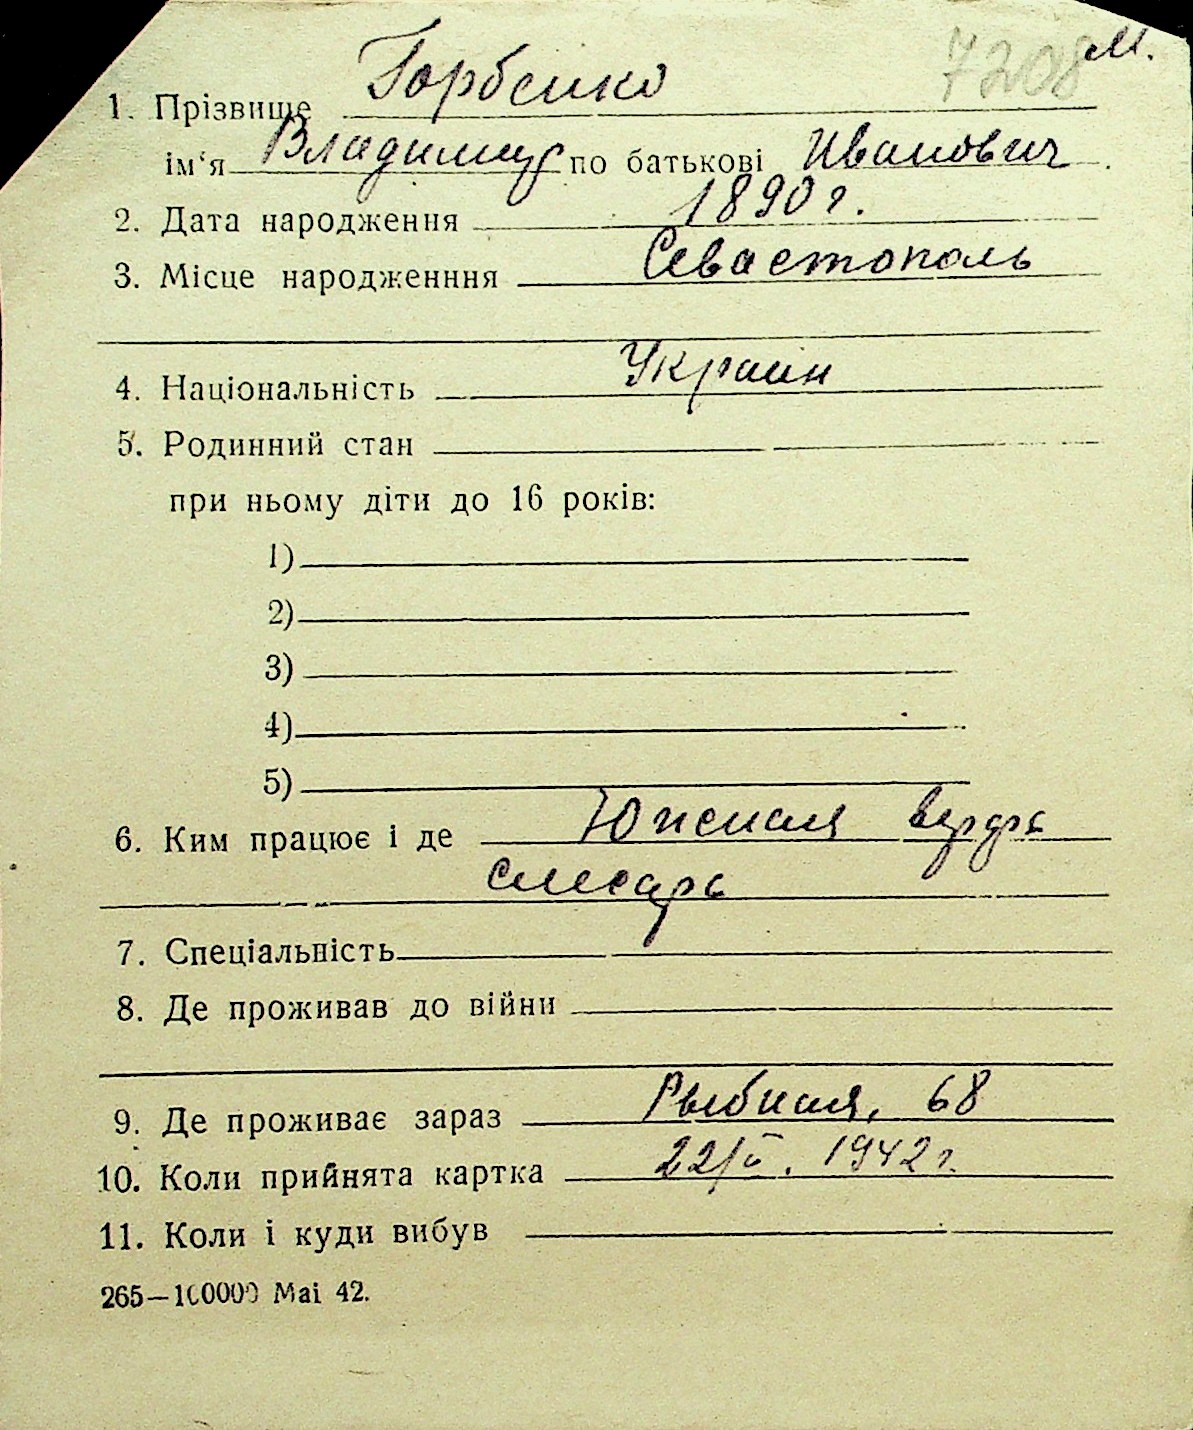 7208 м.
1. Прізвище Горбенко
ім‘я Владимир по батькові Иванович
2. Дата народження 1890 г.
3. Місце народженння Севастополь
4. Національність Украин
5. Родинний стан
при ньому діти до 16 років:
1)
2)
3)
4)
5)
6. Ким працює і де Южная верфь
слесарь
7. Спеціальність
8. Де проживав до війни
9. Де проживає зараз Рыбная, 68
10. Коли прийнята картка 1942 г.
11. Коли і куди вибув
265—100000 Mai 42.